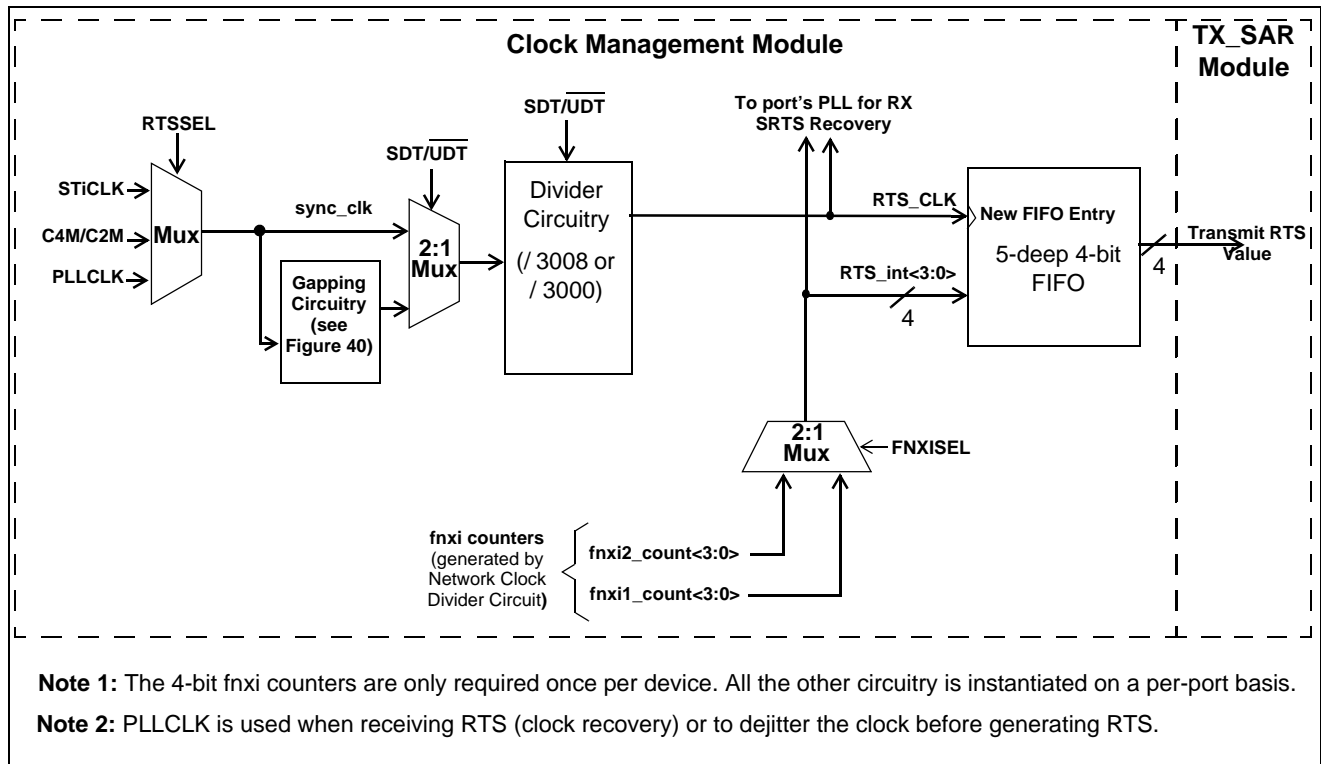 Clock Management Module
TX_SAR
Module
To port's PLL for RX
SRTS Recovery
SDT/UDT
RTSSEL
SDT/UDT
STiCLK
C4M/C2M
PLLCLK
Mux
sync_clk
Gapping
Circuitry
(see
Figure 40)
2:1
Mux
Divider
Circuitry
(/ 3008 or
/ 3000)
RTS_CLK
RTS_int<3:0>
4
New FIFO Entry
5-deep 4-bit
FIFO
4
Transmit RTS
Value
2:1
Mux
FNXISEL
fnxi counters
(generated by
Network Clock
Divider Circuit)
fnxi2_count<3:0>
fnxi1_count<3:0>
Note 1: The 4-bit fnxi counters are only required once per device. All the other circuitry is instantiated on a per-port basis.
Note 2: PLLCLK is used when receiving RTS (clock recovery) or to dejitter the clock before generating RTS.